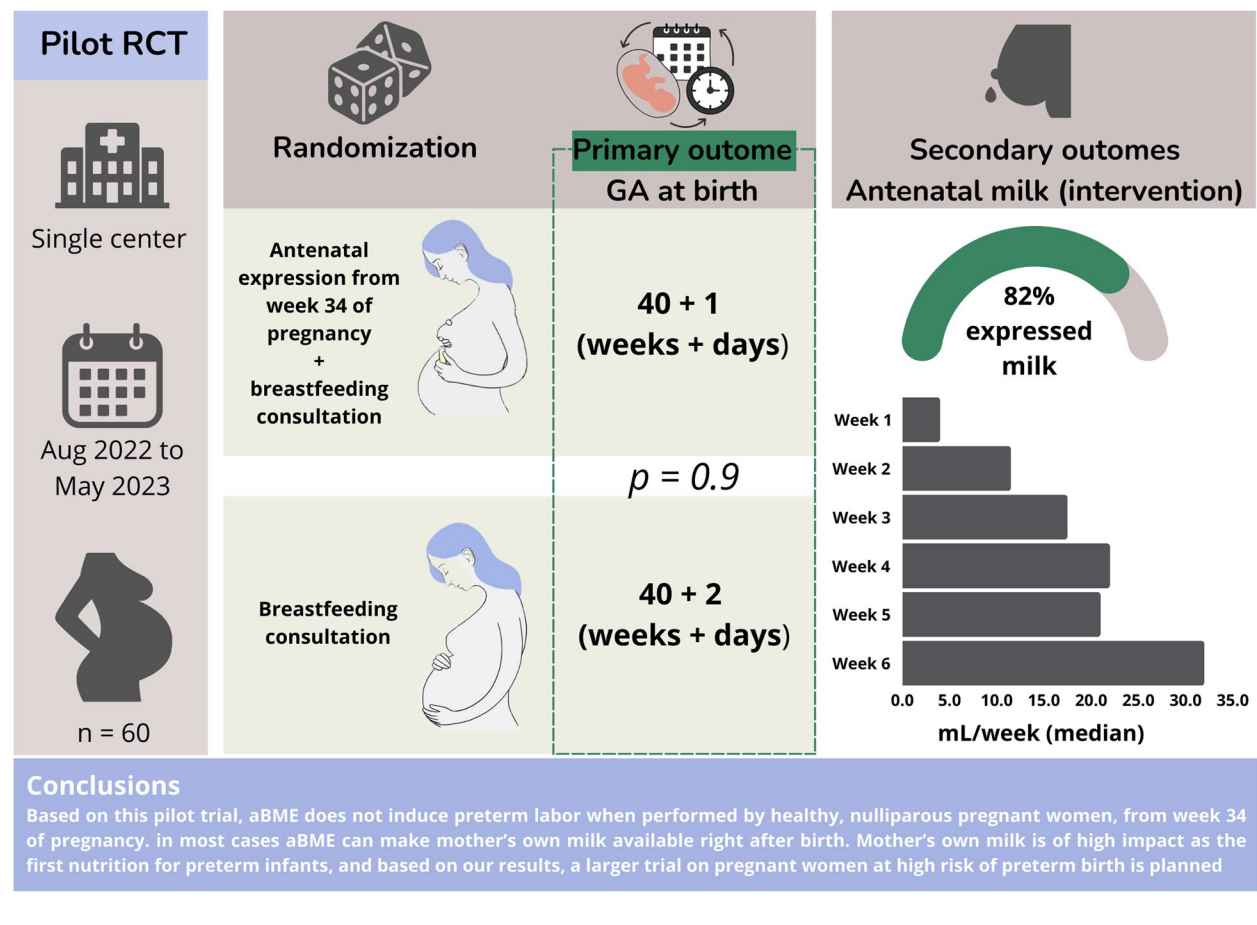 Pilot RCT
Single center
Aug 2022 to
May 2023
n = 60
Randomization
Primary outcome
GA at birth
Antenatal
expression from
week 34 of
pregnancy
+
breastfeeding
consultation
40 + 1
(weeks + days)
p = 0.9
Breastfeeding
consultation
40 + 2
(weeks + days)
Secondary outcomes
Antenatal milk (intervention)
82%
expressed
milk
Week 1
Week 2
Week 3
Week 4
Week 5
Week 6
0.0 5.0 10.0 15.0 20.0 25.0 30.0 35.0
mL/week (median)
Conclusions
Based on this pilot trial, aBME does not induce preterm labor when performed by healthy, nulliparous pregnant women, from week 34
of pregnancy. in most cases aBME can make mother’s own milk available right after birth. Mother’s own milk is of high impact as the
first nutrition for preterm infants, and based on our results, a larger trial on pregnant women at high risk of preterm birth is planned